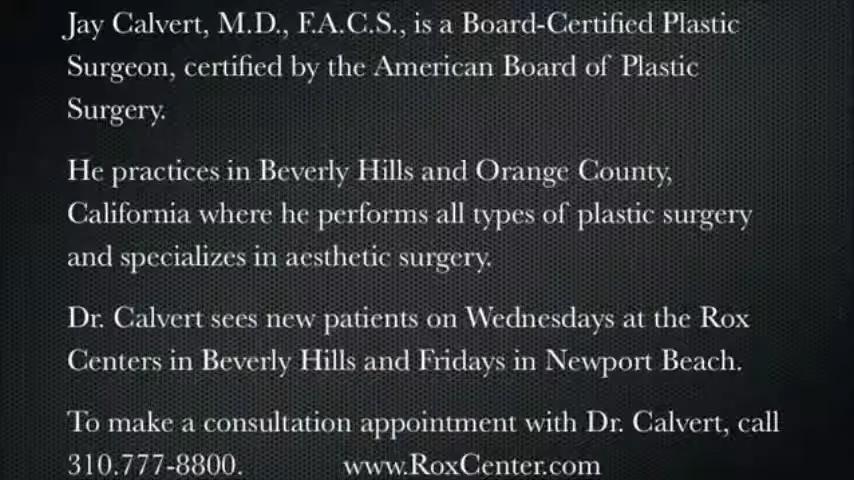 Jay Calvert, M.D., F.A.C.S., is a Board-Certified Plastic
Surgeon, certified by the American Board of Plastic
Surgery.
He practices in Beverly Hills and Orange County,
California where he performs all types of plastic surgery
and specializes in aesthetic surgery.
Dr. Calvert sees new patients on Wednesdays at the Rox
Centers in Beverly Hills and Fridays in Newport Beach.
To make a consultation appointment with Dr. Calvert, call
310.777-8800. www.RoxCenter.com